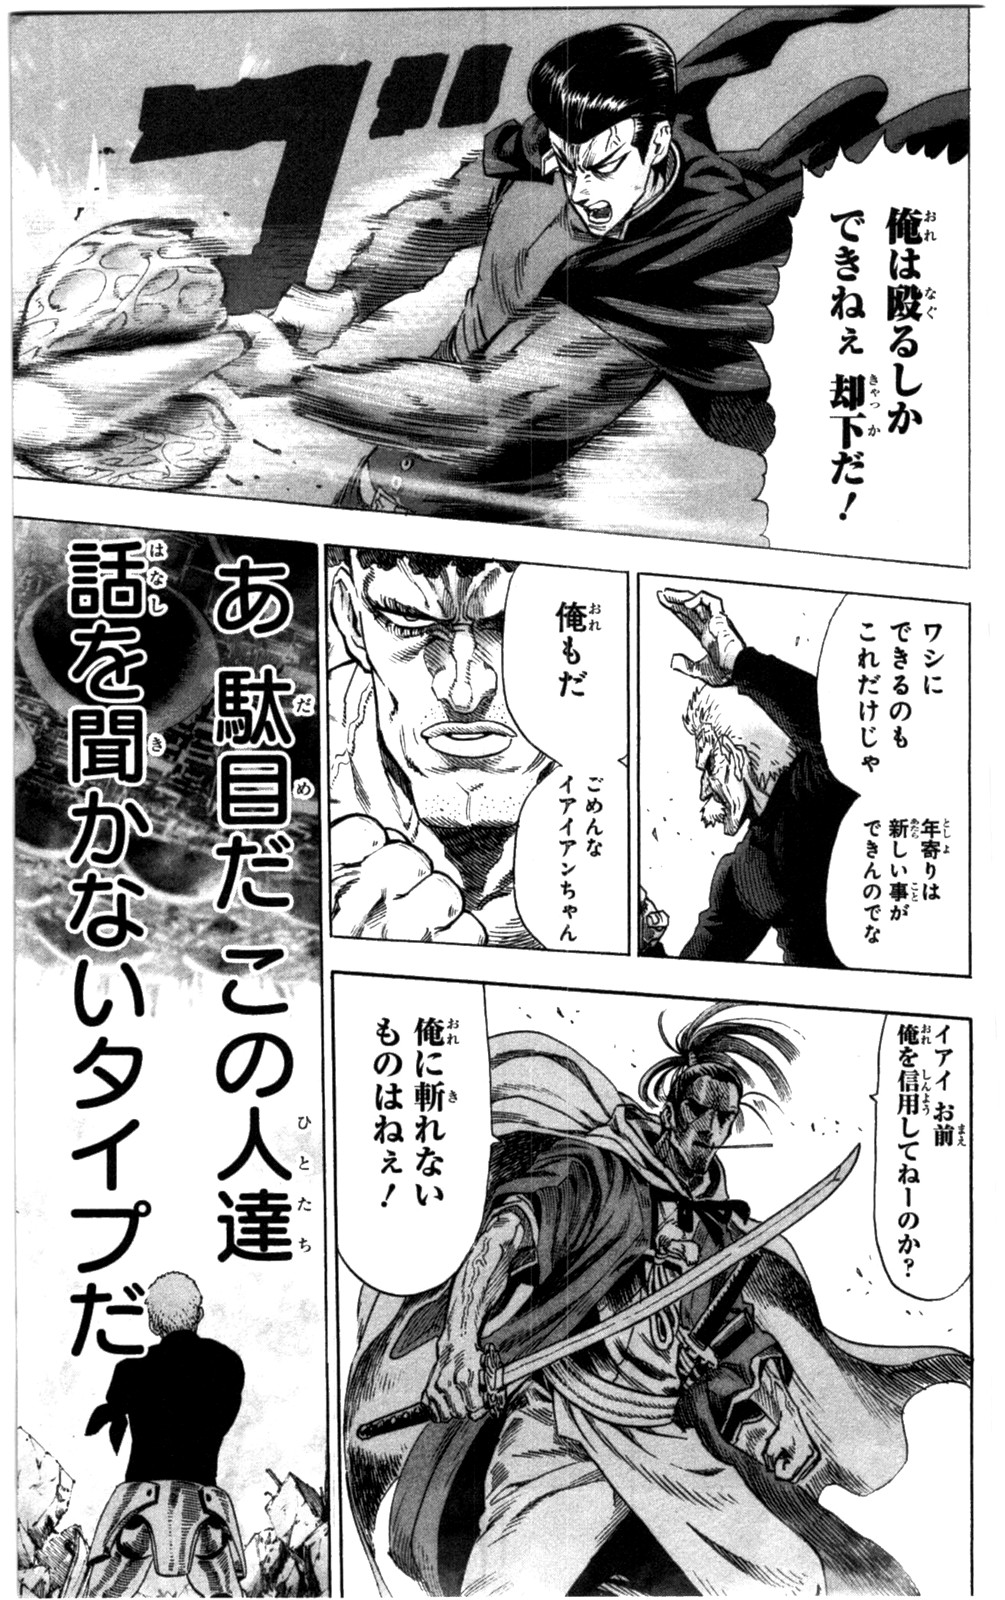 俺は殴るしか
できねぇ 却下だ！
ゴ
ワシに
できるのも
これだけじゃ
年寄りは
新しい事が
できんのでな
俺もだ
ごめんな
イアイアンちゃん
イアイ お前
俺を信用してねーのか？
俺に斬れない
ものはねぇ！
あ 駄目だ この人達
話を聞かないタイプだ